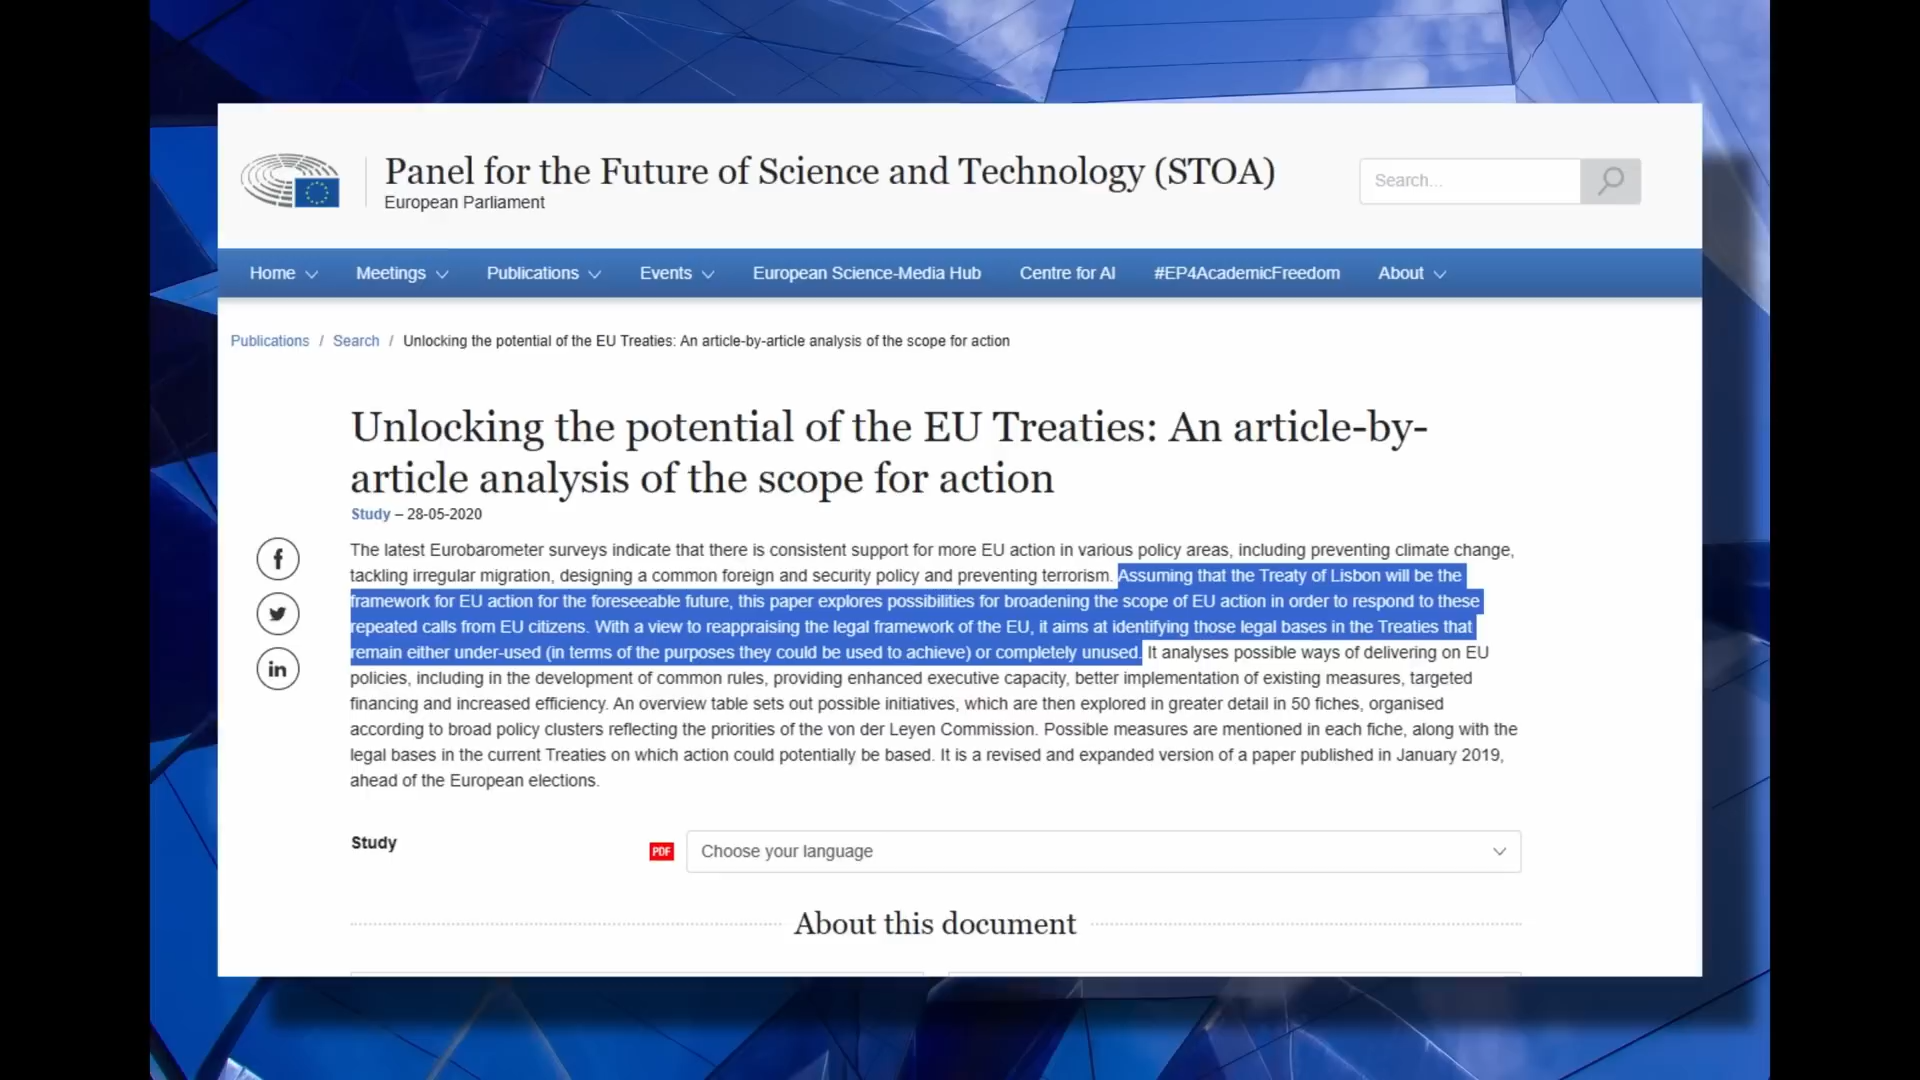 Panel for the Future of Science and Technology (STOA)
European Parliament
Search...
Home
Meetings
Publications
Events
European Science-Media Hub
Centre for AI
#EP4AcademicFreedom
About
Publications / Search / Unlocking the potential of the EU Treaties: An article-by-article analysis of the scope for action
Unlocking the potential of the EU Treaties: An article-by-
article analysis of the scope for action
Study – 28-05-2020
The latest Eurobarometer surveys indicate that there is consistent support for more EU action in various policy areas, including preventing climate change,
tackling irregular migration, designing a common foreign and security policy and preventing terrorism. Assuming that the Treaty of Lisbon will be the
framework for EU action for the foreseeable future, this paper explores possibilities for broadening the scope of EU action in order to respond to these
repeated calls from EU citizens. With a view to reappraising the legal framework of the EU, it aims at identifying those legal bases in the Treaties that
remain either under-used (in terms of the purposes they could be used to achieve) or completely unused. It analyses possible ways of delivering on EU
policies, including in the development of common rules, providing enhanced executive capacity, better implementation of existing measures, targeted
financing and increased efficiency. An overview table sets out possible initiatives, which are then explored in greater detail in 50 fiches, organised
according to broad policy clusters reflecting the priorities of the von der Leyen Commission. Possible measures are mentioned in each fiche, along with the
legal bases in the current Treaties on which action could potentially be based. It is a revised and expanded version of a paper published in January 2019,
ahead of the European elections.
Study
PDF
Choose your language
About this document